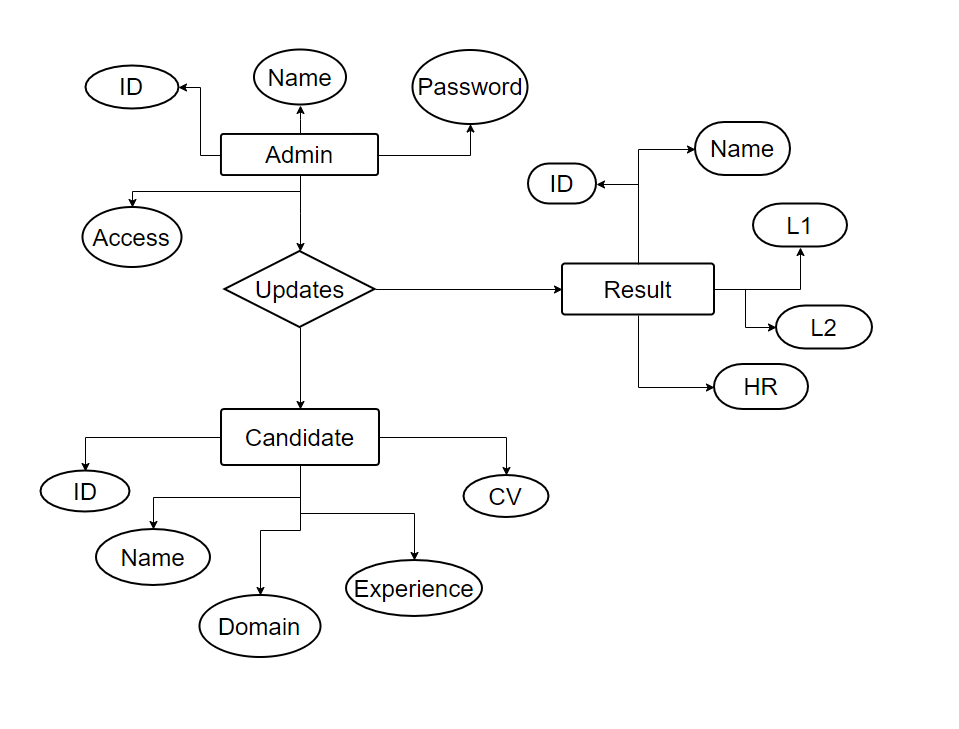 ID
Name
Password
Admin
Access
Updates
ID
Name
L1
Result
L2
HR
Candidate
ID
Name
Domain
Experience
CV